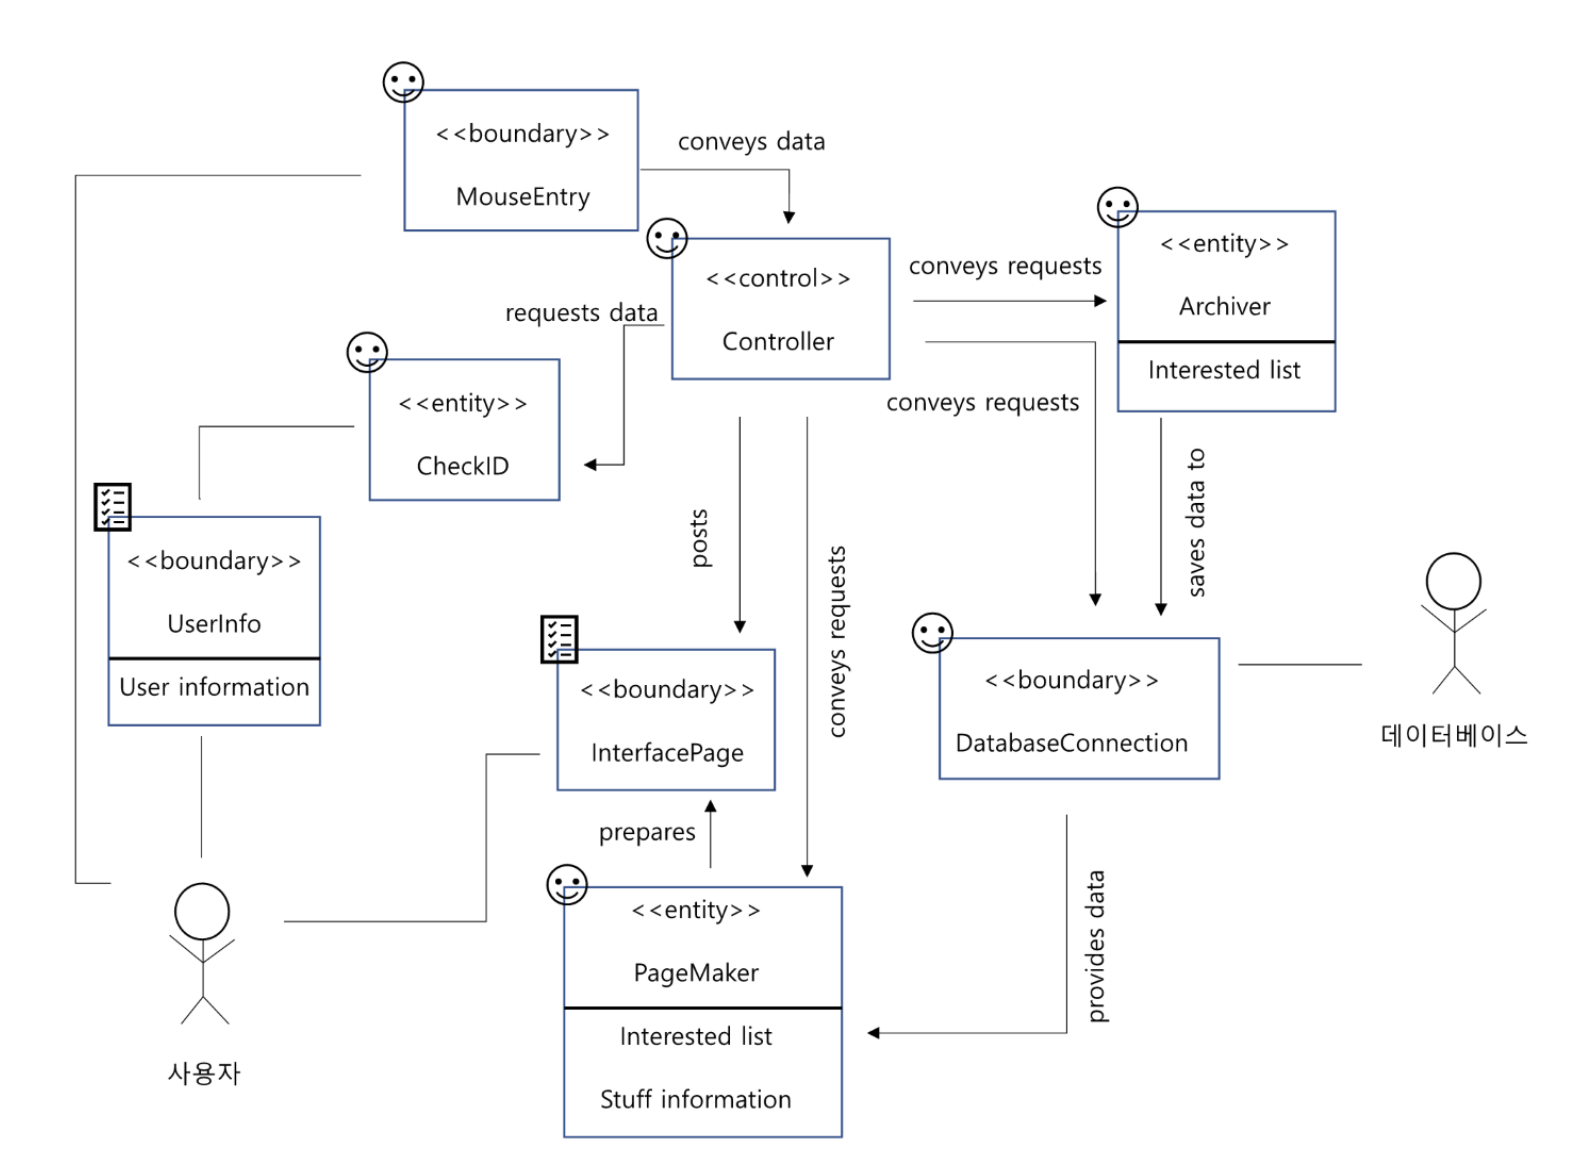 <<boundary>>
MouseEntry
conveys data
<<control>>
Controller
conveys requests
<<entity>>
Archiver
Interested list
requests data
<<entity>>
CheckID
conveys requests
saves data to
<<boundary>>
UserInfo
User information
posts
conveys requests
<<boundary>>
InterfacePage
<<boundary>>
DatabaseConnection
데이터베이스
prepares
<<entity>>
PageMaker
Interested list
Stuff information
provides data
사용자